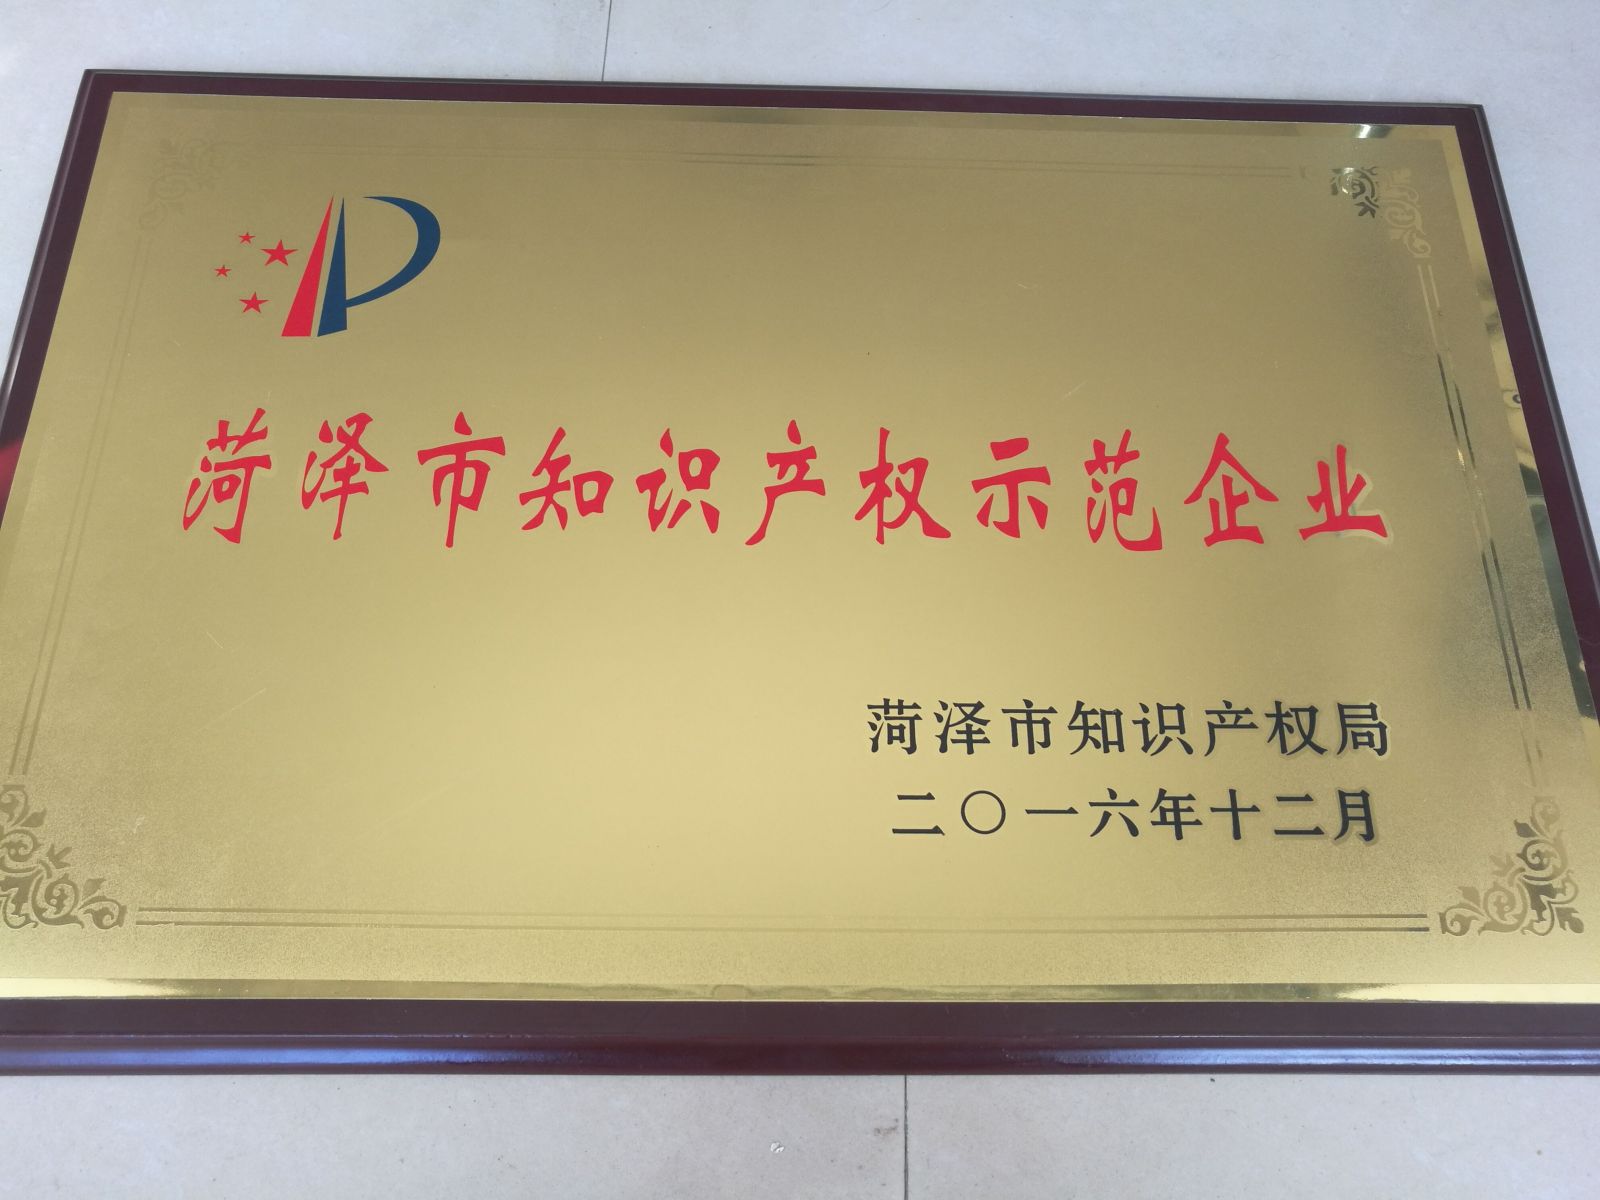 菏泽市知识产权示范企业
菏泽市知识产权局
二〇一六年十二月